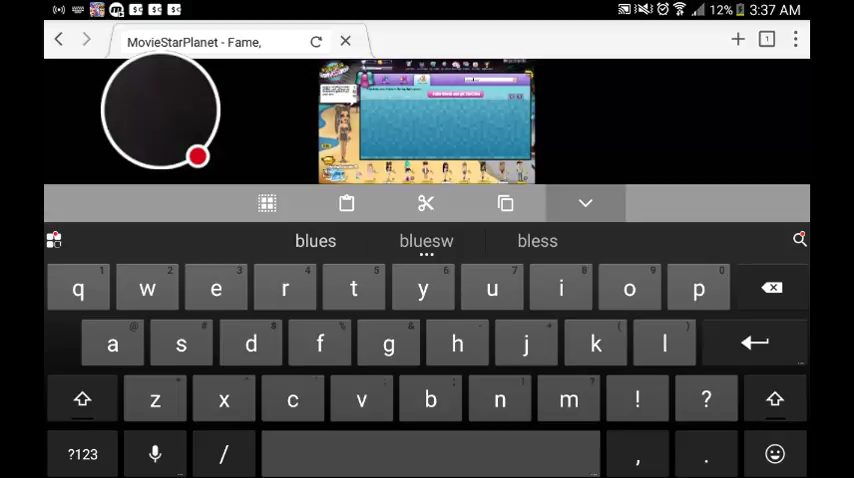 12% 3:37 AM
MovieStarPlanet - Fame,
1
blues bluesw bless
1 2 3 4 5 6 7 8 9 0
q w e r t y u i o p
@ # $ % & - + ( )
a s d f g h j k l
z x c v b n m ! ?
?123 / , .